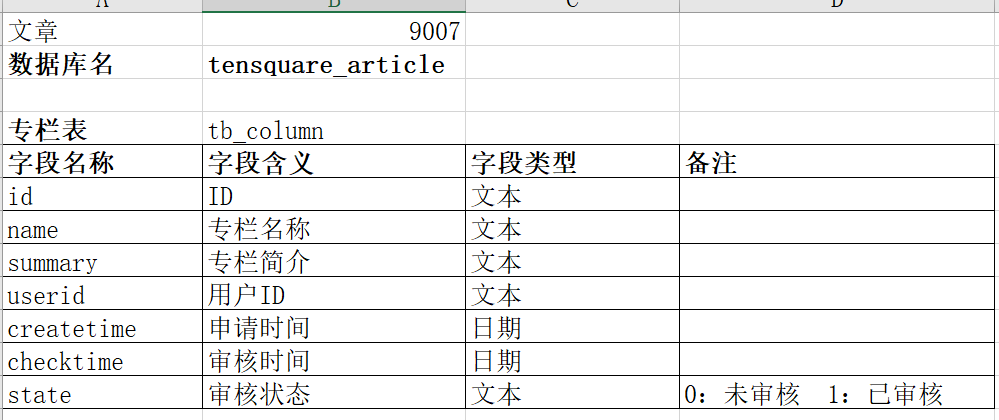 A B C D
文章 9007
数据库名 tensquare_article
专栏表 tb_column
字段名称 字段含义 字段类型 备注
id ID 文本
name 专栏名称 文本
summary 专栏简介 文本
userid 用户ID 文本
createtime 申请时间 日期
checktime 审核时间 日期
state 审核状态 文本 0：未审核 1：已审核